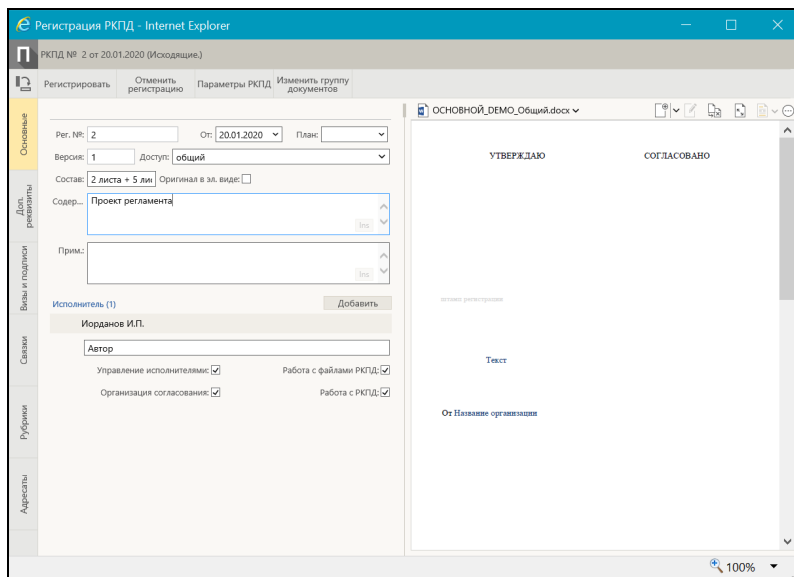 Регистрация РКПД - Internet Explorer
П РКПД № 2 от 20.01.2020 (Исходящие.)
Регистрировать Отменить регистрацию Параметры РКПД Изменить группу документов
Основные
Доп. реквизиты
Визы и подписи
Связки
Рубрики
Адресаты
Рег. №: 2 От: 20.01.2020 План:
Версия: 1 Доступ: общий
Состав: 2 листа + 5 ли Оригинал в эл. виде:
Содер... Проект регламента
Ins
Прим.:
Ins
Исполнитель (1) Добавить
Иорданов И.П.
Автор
Управление исполнителями: Работа с файлами РКПД:
Организация согласования: Работа с РКПД:
ОСНОВНОЙ_DEMO_Общий.docx
УТВЕРЖДАЮ СОГЛАСОВАНО
регистрации
Текст
От Название организации
100%